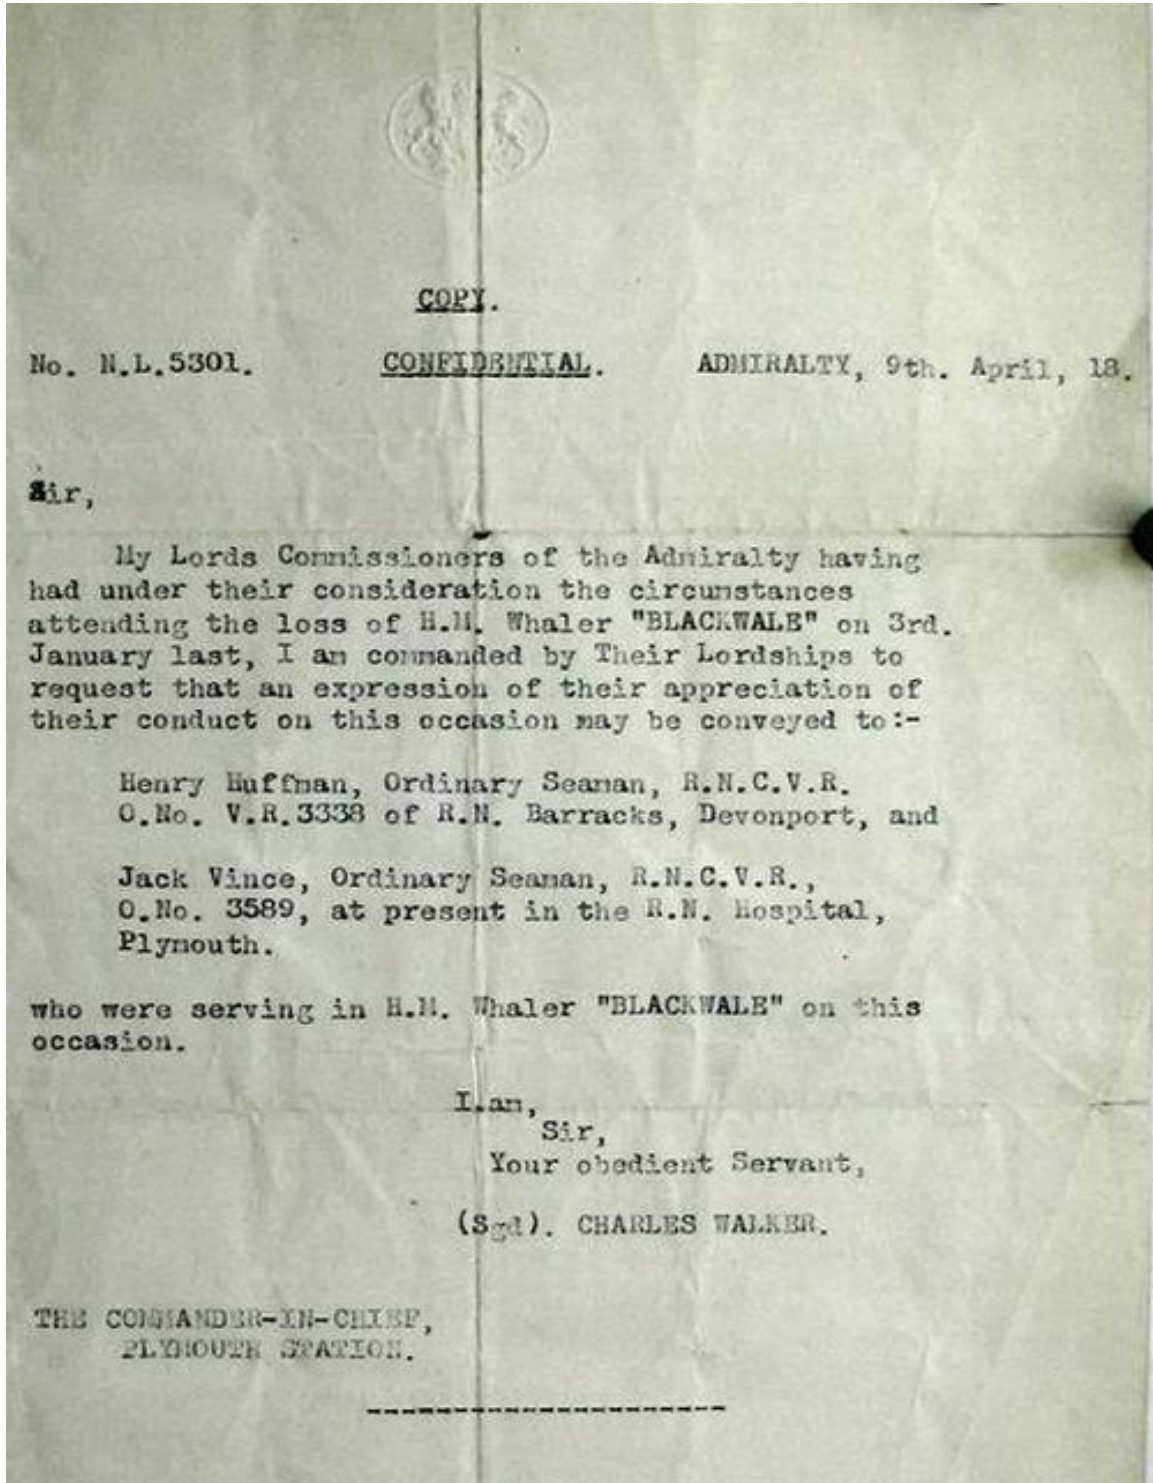 COPY.
No. N.L.5301. CONFIDENTIAL. ADMIRALTY, 9th. April, 18.
Sir,
My Lords Commissioners of the Admiralty having
had under their consideration the circumstances
attending the loss of H.M. Whaler "BLACKWALE" on 3rd.
January last, I am commanded by Their Lordships to
request that an expression of their appreciation of
their conduct on this occasion may be conveyed to:-
Henry Huffman, Ordinary Seaman, R.N.C.V.R.
O.No. V.R.3338 of R.N. Barracks, Devonport, and
Jack Vince, Ordinary Seaman, R.N.C.V.R.,
O.No. 3589, at present in the R.N. Hospital,
Plymouth.
who were serving in H.M. Whaler "BLACKWALE" on this
occasion.
I.am,
Sir,
Your obedient Servant,
(Sgd). CHARLES WALKER.
THE COMMANDER-IN-CHIEF,
PLYMOUTH STATION.